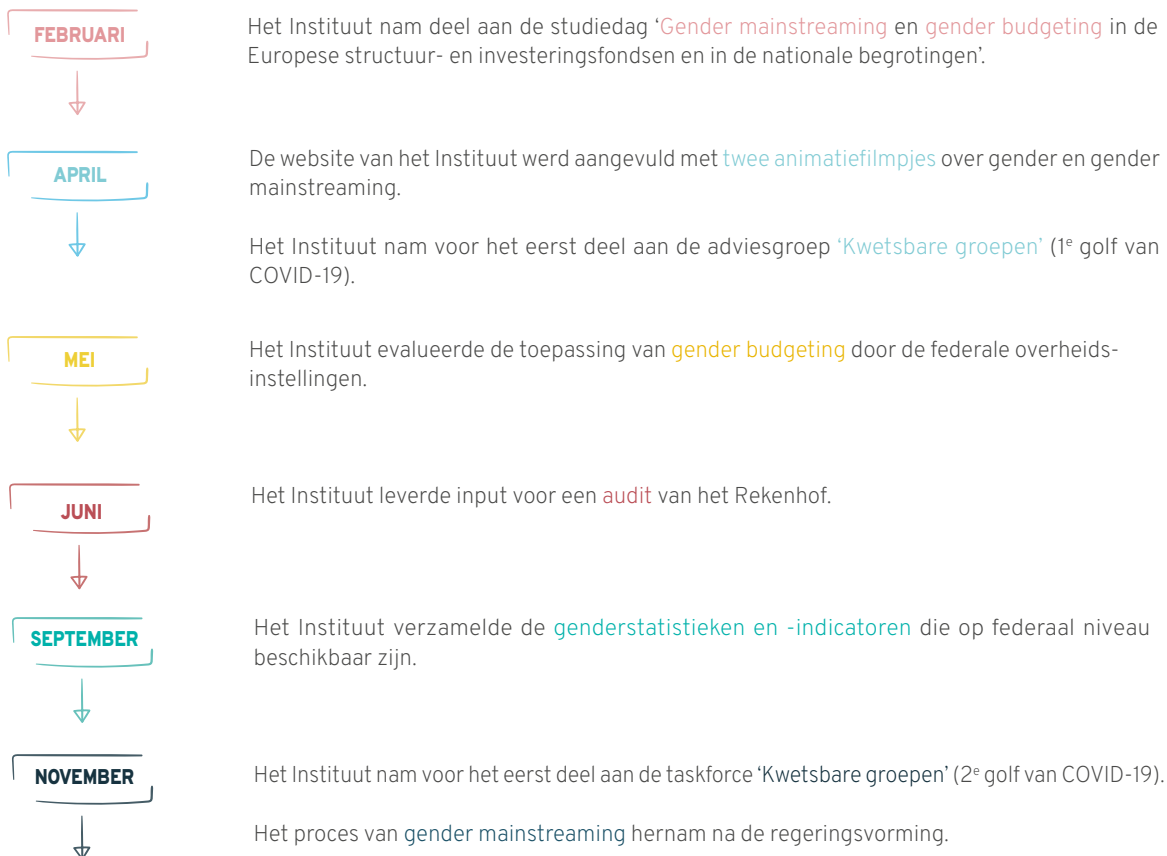 FEBRUARI
Het Instituut nam deel aan de studiedag ‘Gender mainstreaming en gender budgeting in de
Europese structuur- en investeringsfondsen en in de nationale begrotingen’.
APRIL
De website van het Instituut werd aangevuld met twee animatiefilmpjes over gender en gender
mainstreaming.
Het Instituut nam voor het eerst deel aan de adviesgroep ‘Kwetsbare groepen’ (1e golf van
COVID-19).
MEI
Het Instituut evalueerde de toepassing van gender budgeting door de federale overheids-
instellingen.
JUNI
Het Instituut leverde input voor een audit van het Rekenhof.
SEPTEMBER
Het Instituut verzamelde de genderstatistieken en -indicatoren die op federaal niveau
beschikbaar zijn.
NOVEMBER
Het Instituut nam voor het eerst deel aan de taskforce ‘Kwetsbare groepen’ (2e golf van COVID-19).
Het proces van gender mainstreaming hernam na de regeringsvorming.